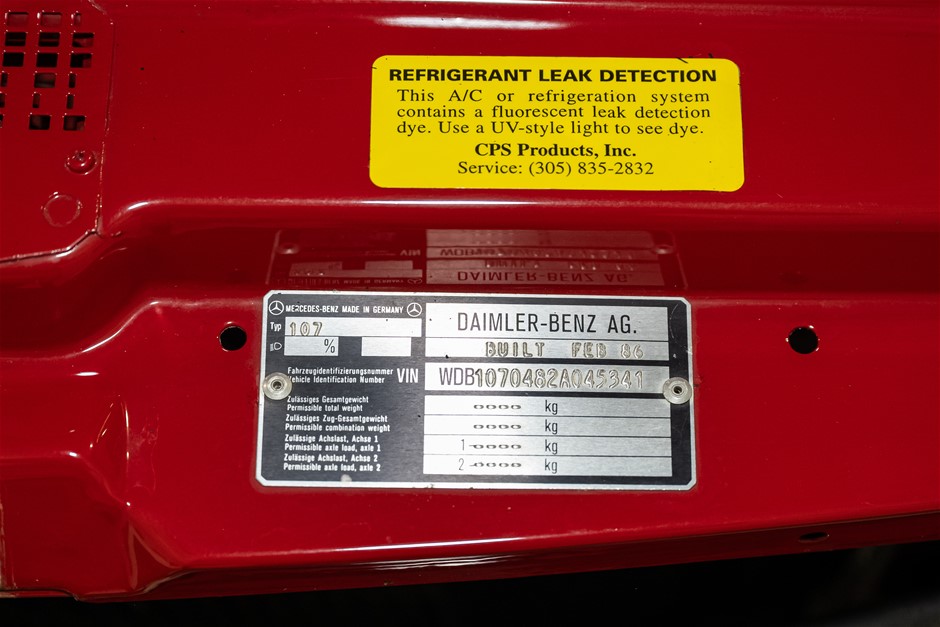 REFRIGERANT LEAK DETECTION
This A/C or refrigeration system
contains a fluorescent leak detection
dye. Use a UV-style light to see dye.
CPS Products, Inc.
Service: (305) 835-2832
MERCEDES-BENZ MADE IN GERMANY
Typ 107
%
DAIMLER-BENZ AG.
BUILT FEB 86
Fahrzeugidentifizierungsnummer
Vehicle Identification Number VIN WDB1070482A045341
Zulässiges Gesamtgewicht
Permissible total weight 0000 kg
Zulässiges Zug-Gesamtgewicht
Permissible combination weight 0000 kg
Zulässige Achslast, Achse 1
Permissible axle load, axle 1 1-0000 kg
Zulässige Achslast, Achse 2
Permissible axle load, axle 2 2-0000 kg